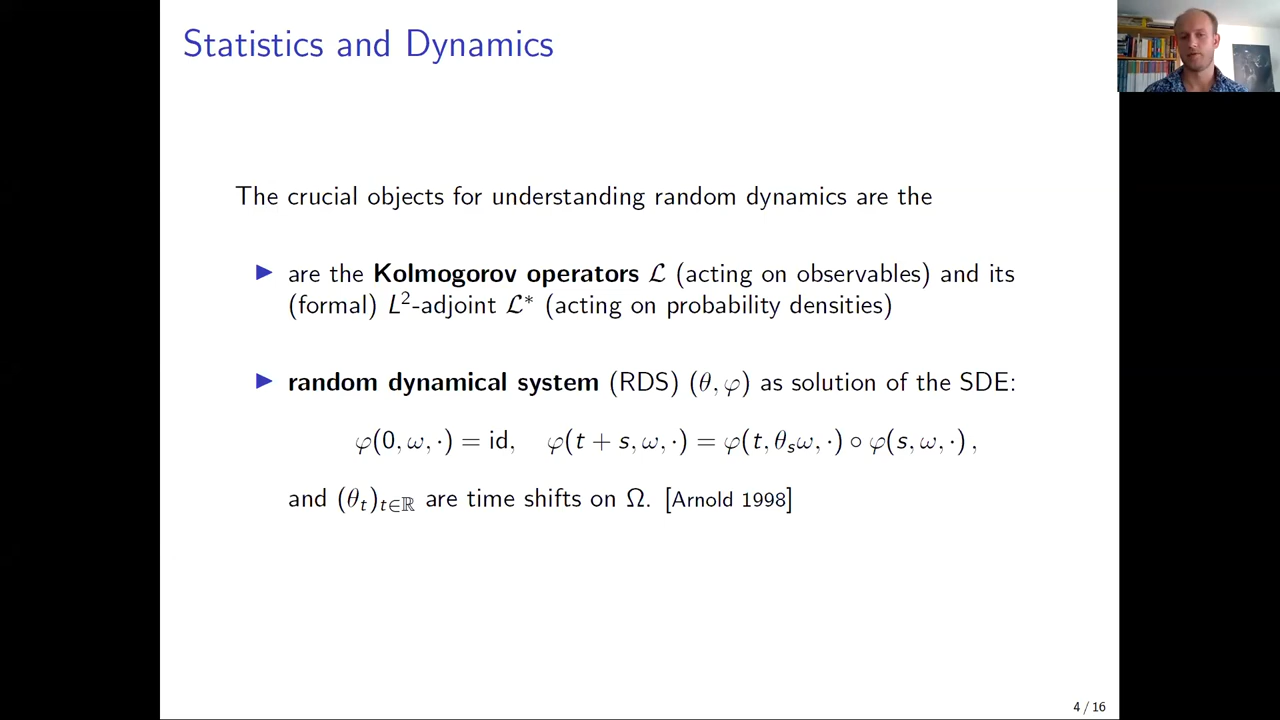 Statistics and Dynamics
The crucial objects for understanding random dynamics are the
▶ are the Kolmogorov operators ℒ (acting on observables) and its
(formal) L²-adjoint ℒ* (acting on probability densities)
▶ random dynamical system (RDS) (θ, φ) as solution of the SDE:
φ(0, ω, ·) = id, φ(t + s, ω, ·) = φ(t, θₛω, ·) ∘ φ(s, ω, ·) ,
and (θₜ)ₜ∈ℝ are time shifts on Ω. [Arnold 1998]
4 / 16